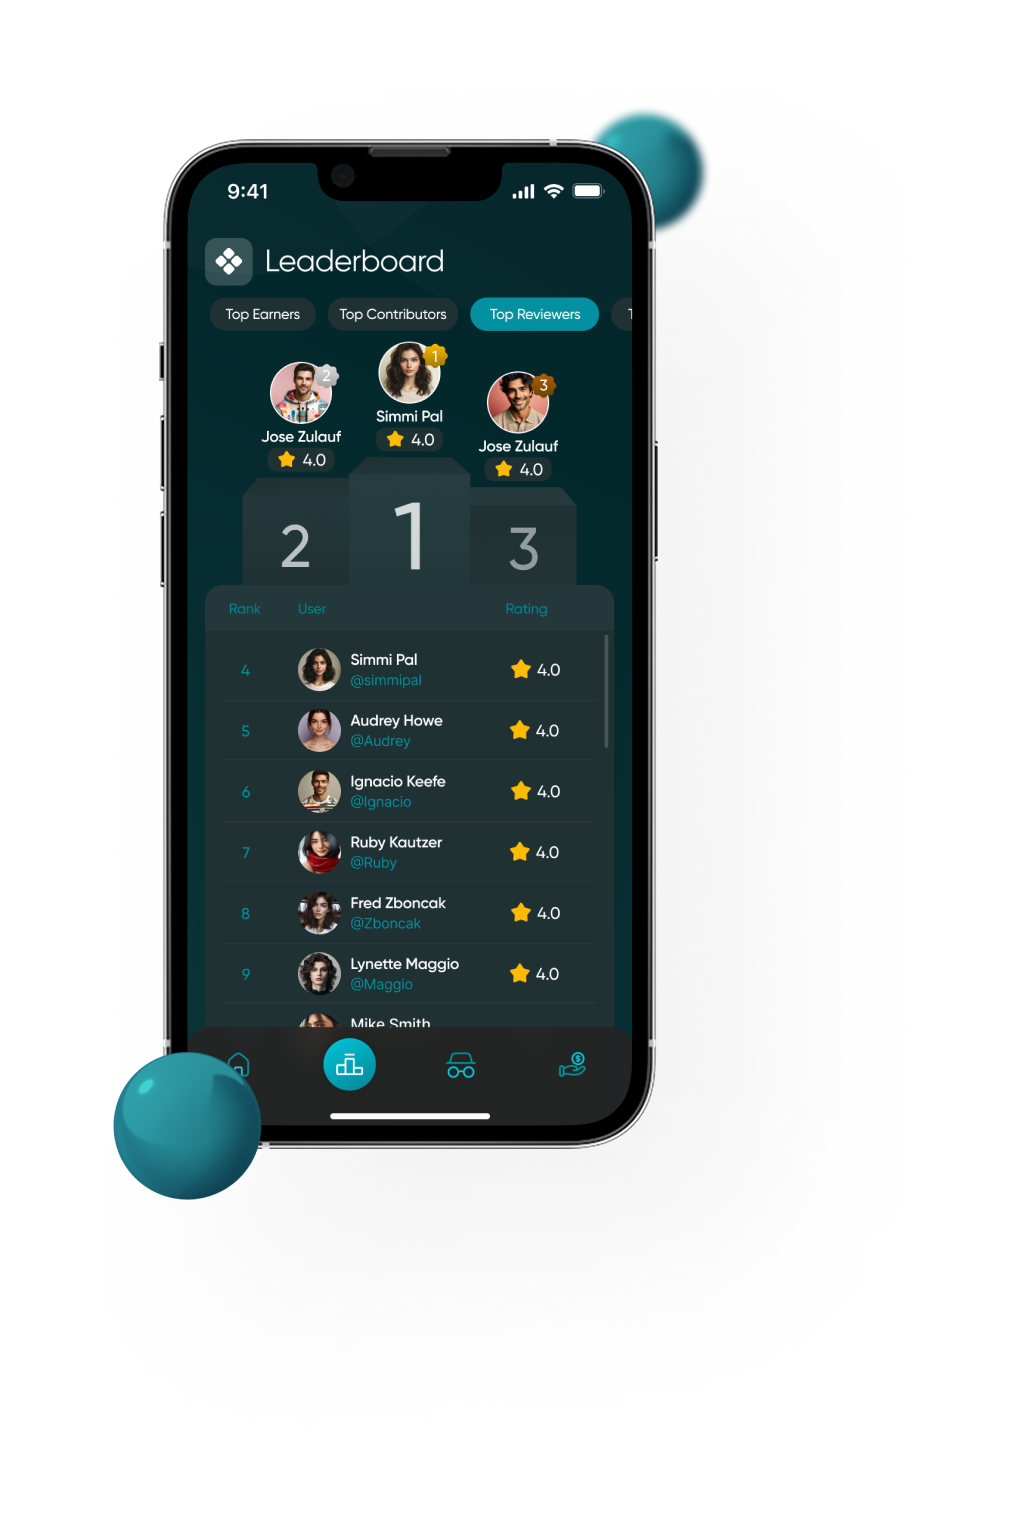 9:41
Leaderboard
Top Earners
Top Contributors
Top Reviewers
1
2
3
Simmi Pal
4.0
Jose Zulauf
4.0
Jose Zulauf
4.0
2
1
3
Rank User Rating
4 Simmi Pal 4.0
@simmipal
5 Audrey Howe 4.0
@Audrey
6 Ignacio Keefe 4.0
@Ignacio
7 Ruby Kautzer 4.0
@Ruby
8 Fred Zboncak 4.0
@Zboncak
9 Lynette Maggio 4.0
@Maggio
Mike Smith